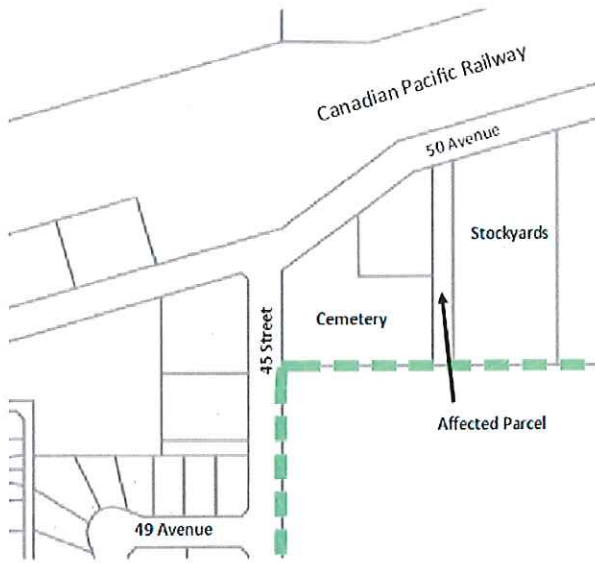 Canadian Pacific Railway
50 Avenue
Stockyards
Cemetery
45 Street
Affected Parcel
49 Avenue